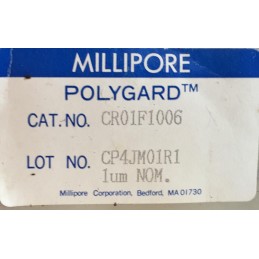 MILLIPORE
POLYGARD™
CAT.NO. CR01F1006
LOT NO. CP4JM01R1
1um NOM.
Millipore Corporation, Bedford, MA 01730